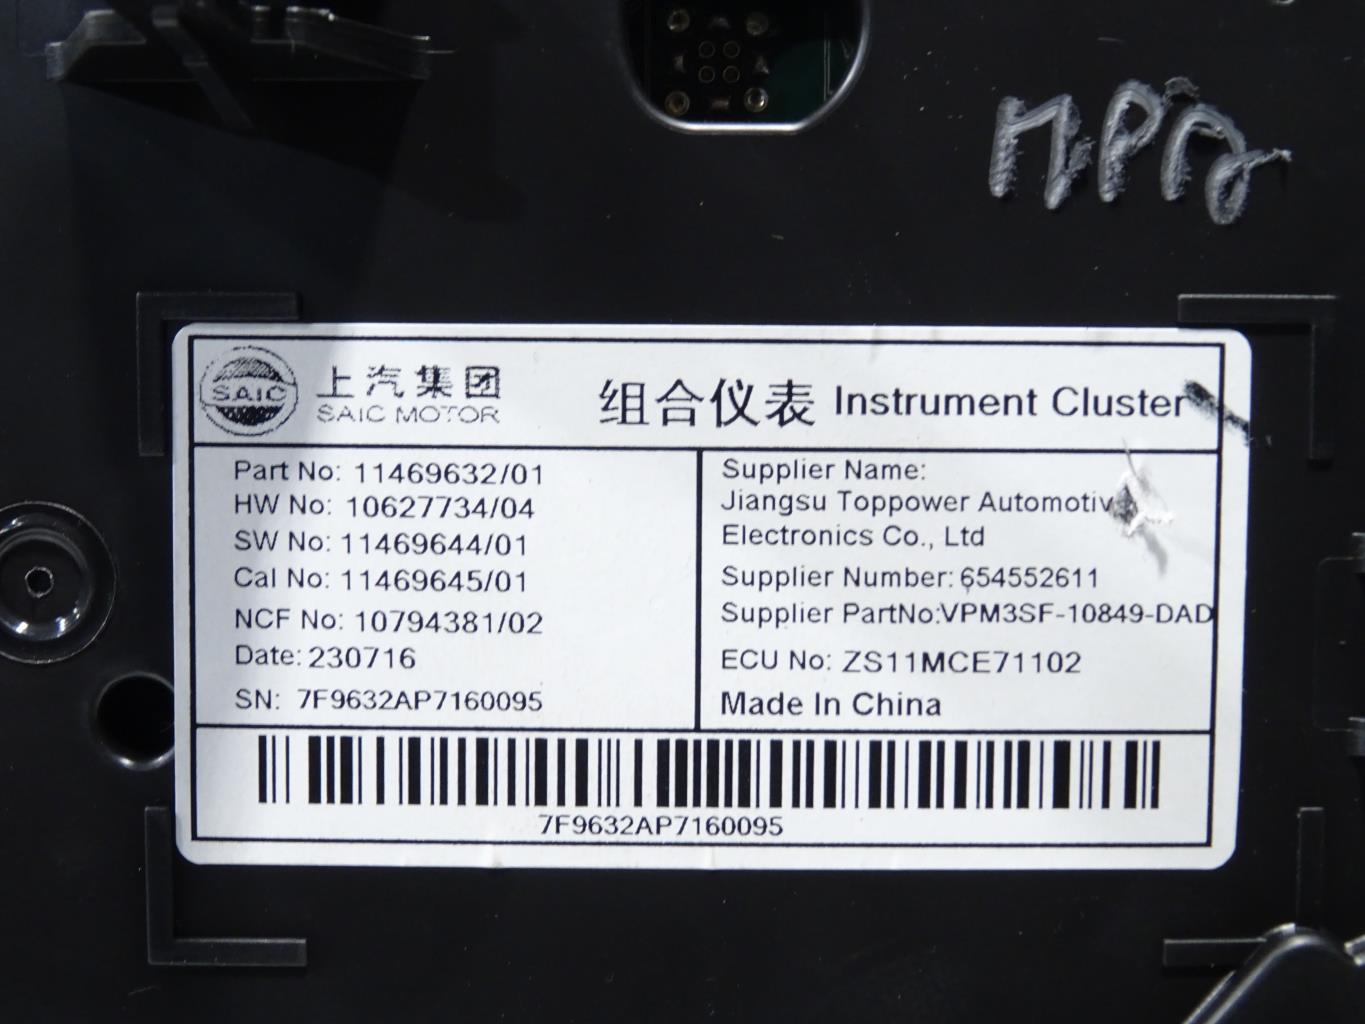 SAIC 上汽集团 组合仪表 Instrument Cluster
SAIC MOTOR
Part No: 11469632/01
HW No: 10627734/04
SW No: 11469644/01
Cal No: 11469645/01
NCF No: 10794381/02
Date: 230716
SN: 7F9632AP7160095
Supplier Name:
Jiangsu Toppower Automotive
Electronics Co., Ltd
Supplier Number: 654552611
Supplier PartNo:VPM3SF-10849-DAD
ECU No: ZS11MCE71102
Made In China
7F9632AP7160095